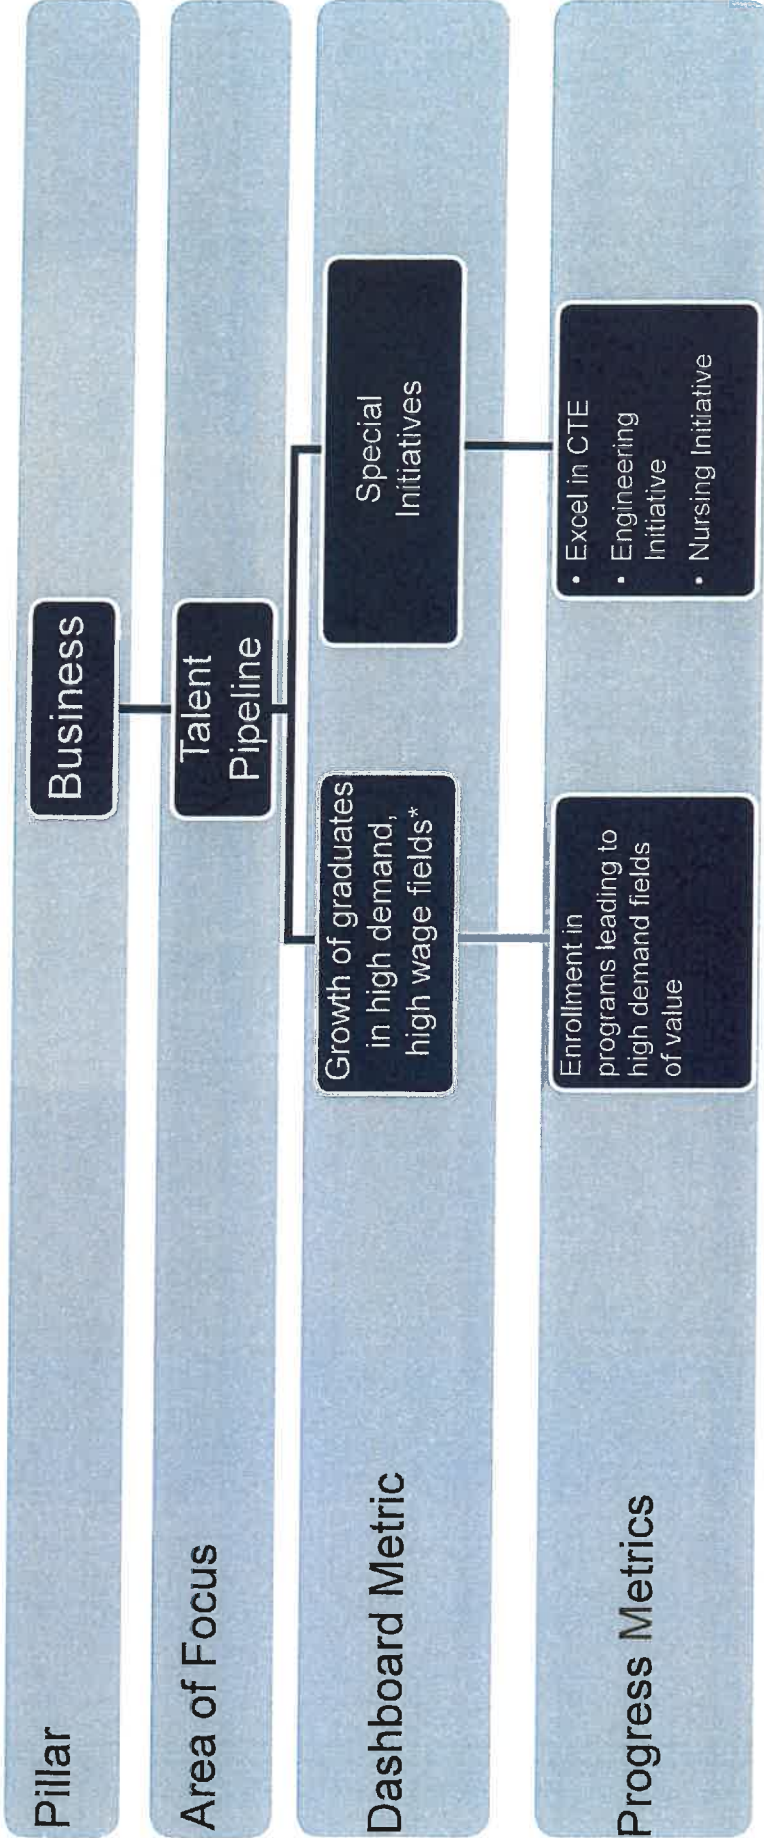 Pillar
Business
Area of Focus
Talent
Pipeline
Dashboard Metric
Growth of graduates
in high demand,
high wage fields*
Special
Initiatives
Progress Metrics
Enrollment in
programs leading to
high demand fields
of value
• Excel in CTE
• Engineering
Initiative
• Nursing Initiative